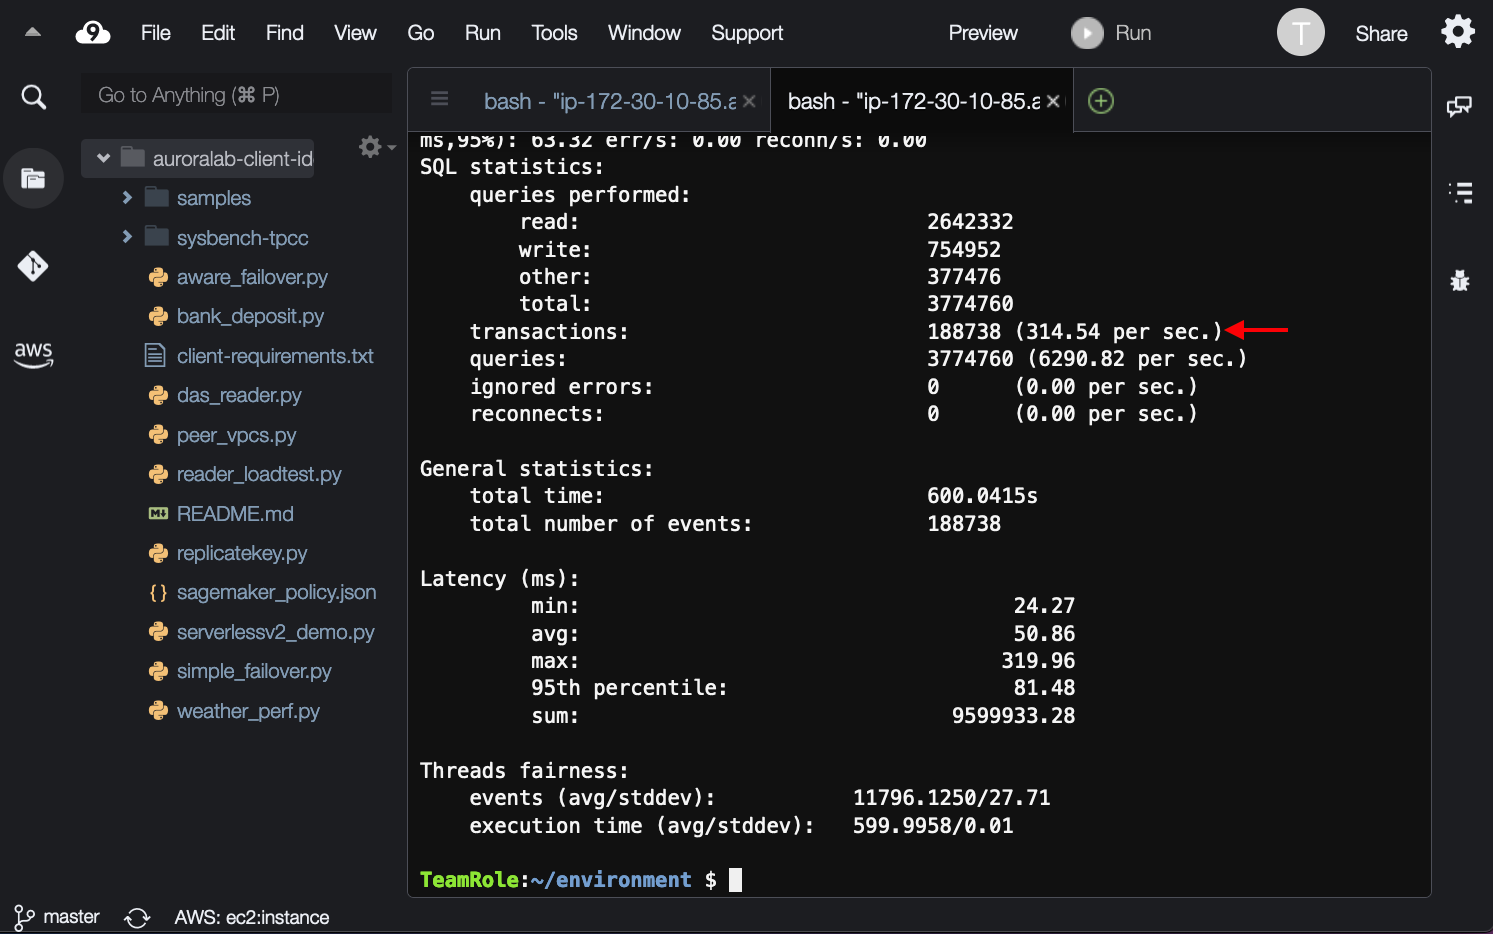 9 File Edit Find View Go Run Tools Window Support Preview Run T Share
Go to Anything (⌘ P)
bash - "ip-172-30-10-85.a × bash - "ip-172-30-10-85.a ×
auroralab-client-id
samples
sysbench-tpcc
aware_failover.py
bank_deposit.py
client-requirements.txt
das_reader.py
peer_vpcs.py
reader_loadtest.py
README.md
replicatekey.py
{} sagemaker_policy.json
serverlessv2_demo.py
simple_failover.py
weather_perf.py
aws
ms,95%): 63.32 err/s: 0.00 reconn/s: 0.00
SQL statistics:
queries performed:
read: 2642332
write: 754952
other: 377476
total: 3774760
transactions: 188738 (314.54 per sec.)
queries: 3774760 (6290.82 per sec.)
ignored errors: 0 (0.00 per sec.)
reconnects: 0 (0.00 per sec.)
General statistics:
total time: 600.0415s
total number of events: 188738
Latency (ms):
min: 24.27
avg: 50.86
max: 319.96
95th percentile: 81.48
sum: 9599933.28
Threads fairness:
events (avg/stddev): 11796.1250/27.71
execution time (avg/stddev): 599.9958/0.01
TeamRole:~/environment $
master AWS: ec2:instance